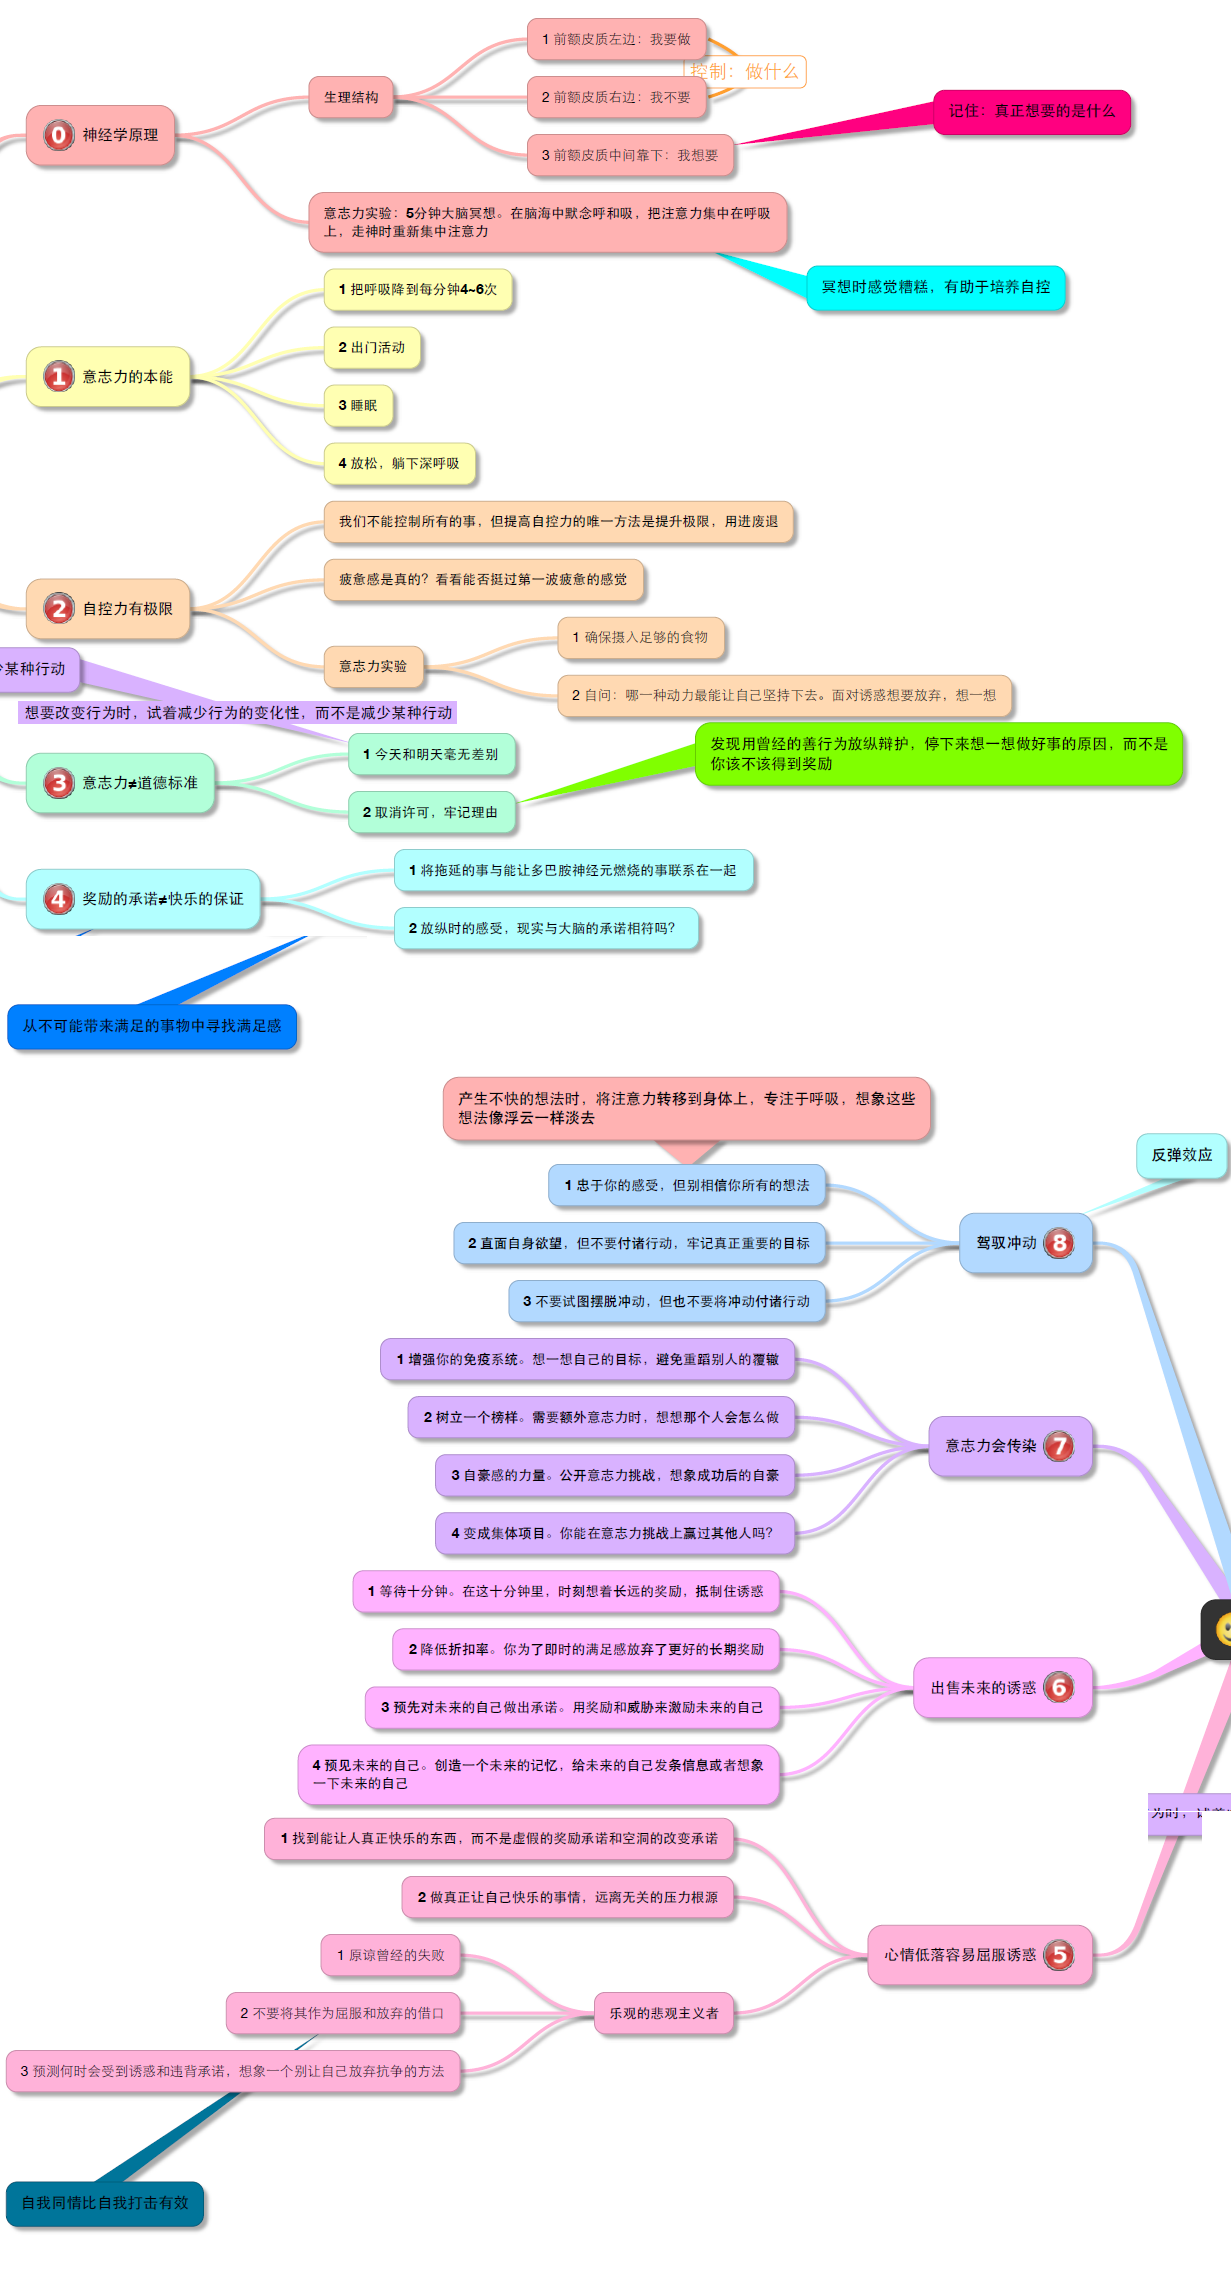 1 前额皮质左边：我要做
控制：做什么
生理结构
2 前额皮质右边：我不要
记住：真正想要的是什么
0 神经学原理
3 前额皮质中间靠下：我想要
意志力实验：5分钟大脑冥想。在脑海中默念呼和吸，把注意力集中在呼吸
上，走神时重新集中注意力
冥想时感觉糟糕，有助于培养自控
1 把呼吸降到每分钟4~6次
2 出门活动
1 意志力的本能
3 睡眠
4 放松，躺下深呼吸
我们不能控制所有的事，但提高自控力的唯一方法是提升极限，用进废退
疲惫感是真的？看看能否挺过第一波疲惫的感觉
2 自控力有极限
1 确保摄入足够的食物
意志力实验
2 自问：哪一种动力最能让自己坚持下去。面对诱惑想要放弃，想一想
某种行动
想要改变行为时，试着减少行为的变化性，而不是减少某种行动
1 今天和明天毫无差别
发现用曾经的善行为放纵辩护，停下来想一想做好事的原因，而不是
你该不该得到奖励
3 意志力≠道德标准
2 取消许可，牢记理由
1 将拖延的事与能让多巴胺神经元燃烧的事联系在一起
4 奖励的承诺≠快乐的保证
2 放纵时的感受，现实与大脑的承诺相符吗？
从不可能带来满足的事物中寻找满足感
产生不快的想法时，将注意力转移到身体上，专注于呼吸，想象这些
想法像浮云一样淡去
反弹效应
1 忠于你的感受，但别相信你所有的想法
2 直面自身欲望，但不要付诸行动，牢记真正重要的目标
驾驭冲动 8
3 不要试图摆脱冲动，但也不要将冲动付诸行动
1 增强你的免疫系统。想一想自己的目标，避免重蹈别人的覆辙
2 树立一个榜样。需要额外意志力时，想想那个人会怎么做
意志力会传染 7
3 自豪感的力量。公开意志力挑战，想象成功后的自豪
4 变成集体项目。你能在意志力挑战上赢过其他人吗？
1 等待十分钟。在这十分钟里，时刻想着长远的奖励，抵制住诱惑
2 降低折扣率。你为了即时的满足感放弃了更好的长期奖励
出售未来的诱惑 6
3 预先对未来的自己做出承诺。用奖励和威胁来激励未来的自己
4 预见未来的自己。创造一个未来的记忆，给未来的自己发条信息或者想象
一下未来的自己
为时，
1 找到能让人真正快乐的东西，而不是虚假的奖励承诺和空洞的改变承诺
2 做真正让自己快乐的事情，远离无关的压力根源
心情低落容易屈服诱惑 5
1 原谅曾经的失败
2 不要将其作为屈服和放弃的借口
乐观的悲观主义者
3 预测何时会受到诱惑和违背承诺，想象一个别让自己放弃抗争的方法
自我同情比自我打击有效